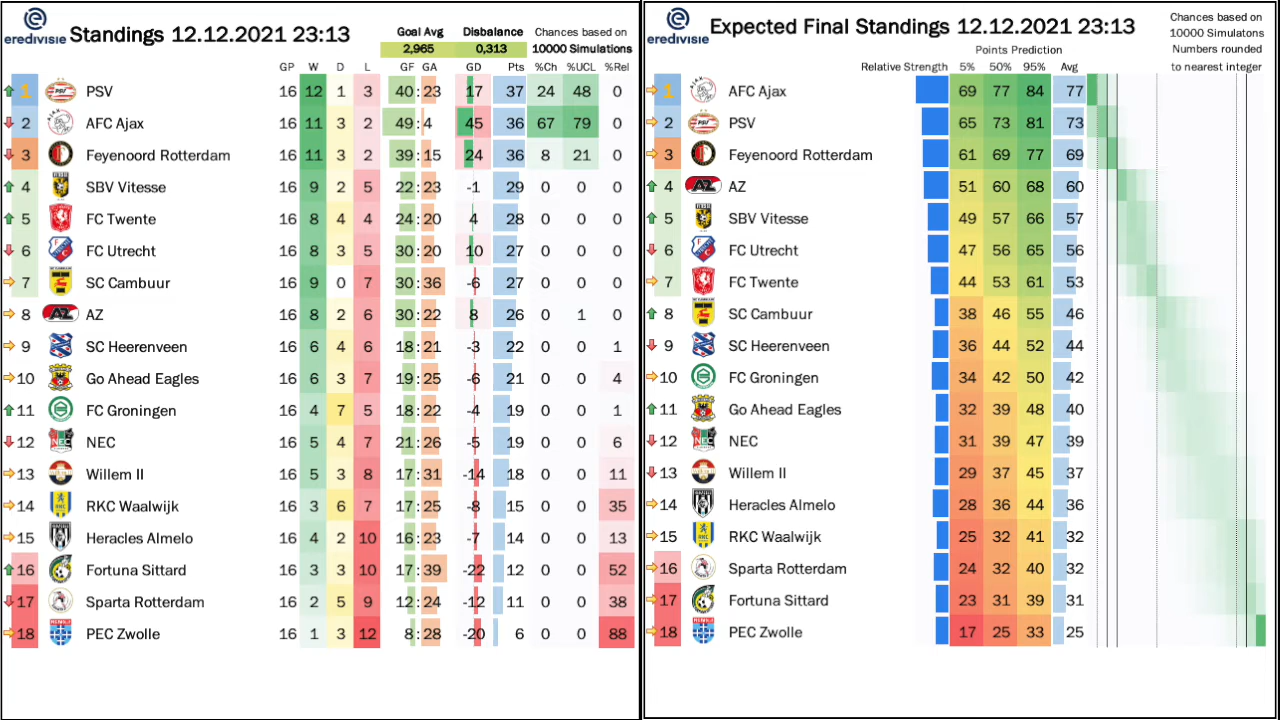 eredivisie
Standings 12.12.2021 23:13
Goal Avg Disbalance Chances based on
2,965 0,313 10000 Simulations
GP W D L GF GA GD Pts %Ch %UCL %Rel
1 PSV 16 12 1 3 40 : 23 17 37 24 48 0
2 AFC Ajax 16 11 3 2 49 : 4 45 36 67 79 0
3 Feyenoord Rotterdam 16 11 3 2 39 : 15 24 36 8 21 0
4 SBV Vitesse 16 9 2 5 22 : 23 -1 29 0 0 0
5 FC Twente 16 8 4 4 24 : 20 4 28 0 0 0
6 FC Utrecht 16 8 3 5 30 : 20 10 27 0 0 0
7 SC Cambuur 16 9 0 7 30 : 36 -6 27 0 0 0
8 AZ 16 8 2 6 30 : 22 8 26 0 1 0
9 SC Heerenveen 16 6 4 6 18 : 21 -3 22 0 0 1
10 Go Ahead Eagles 16 6 3 7 19 : 25 -6 21 0 0 4
11 FC Groningen 16 4 7 5 18 : 22 -4 19 0 0 1
12 NEC 16 5 4 7 21 : 26 -5 19 0 0 6
13 Willem II 16 5 3 8 17 : 31 -14 18 0 0 11
14 RKC Waalwijk 16 3 6 7 17 : 25 -8 15 0 0 35
15 Heracles Almelo 16 4 2 10 16 : 23 -7 14 0 0 13
16 Fortuna Sittard 16 3 3 10 17 : 39 -22 12 0 0 52
17 Sparta Rotterdam 16 2 5 9 12 : 24 -12 11 0 0 38
18 PEC Zwolle 16 1 3 12 8 : 28 -20 6 0 0 88
eredivisie
Expected Final Standings 12.12.2021 23:13
Chances based on
10000 Simulatons
Numbers rounded
to nearest integer
Points Prediction
Relative Strength 5% 50% 95% Avg
1 AFC Ajax 69 77 84 77
2 PSV 65 73 81 73
3 Feyenoord Rotterdam 61 69 77 69
4 AZ 51 60 68 60
5 SBV Vitesse 49 57 66 57
6 FC Utrecht 47 56 65 56
7 FC Twente 44 53 61 53
8 SC Cambuur 38 46 55 46
9 SC Heerenveen 36 44 52 44
10 FC Groningen 34 42 50 42
11 Go Ahead Eagles 32 39 48 40
12 NEC 31 39 47 39
13 Willem II 29 37 45 37
14 Heracles Almelo 28 36 44 36
15 RKC Waalwijk 25 32 41 32
16 Sparta Rotterdam 24 32 40 32
17 Fortuna Sittard 23 31 39 31
18 PEC Zwolle 17 25 33 25